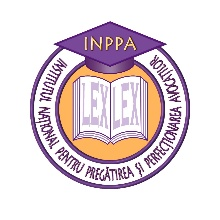 INPPA
LEX LEX
INSTITUTUL NAȚIONAL PENTRU PREGĂTIREA ȘI PERFECȚIONAREA AVOCAȚILOR